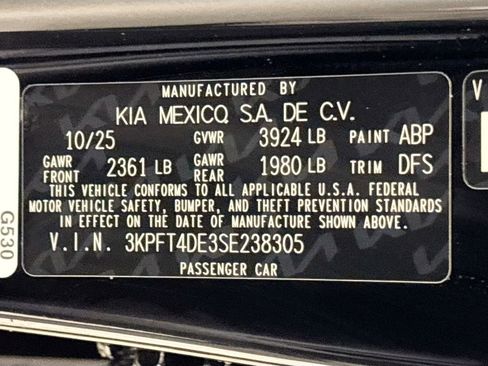 MANUFACTURED BY
KIA MEXICO, S.A. DE C.V.
10/25 GVWR 3924 LB PAINT ABP
GAWR FRONT 2361 LB GAWR REAR 1980 LB TRIM DFS
THIS VEHICLE CONFORMS TO ALL APPLICABLE U.S.A. FEDERAL
MOTOR VEHICLE SAFETY, BUMPER, AND THEFT PREVENTION STANDARDS
IN EFFECT ON THE DATE OF MANUFACTURE SHOWN ABOVE.
V.I.N. 3KPFT4DE3SE238305
PASSENGER CAR
G530
V